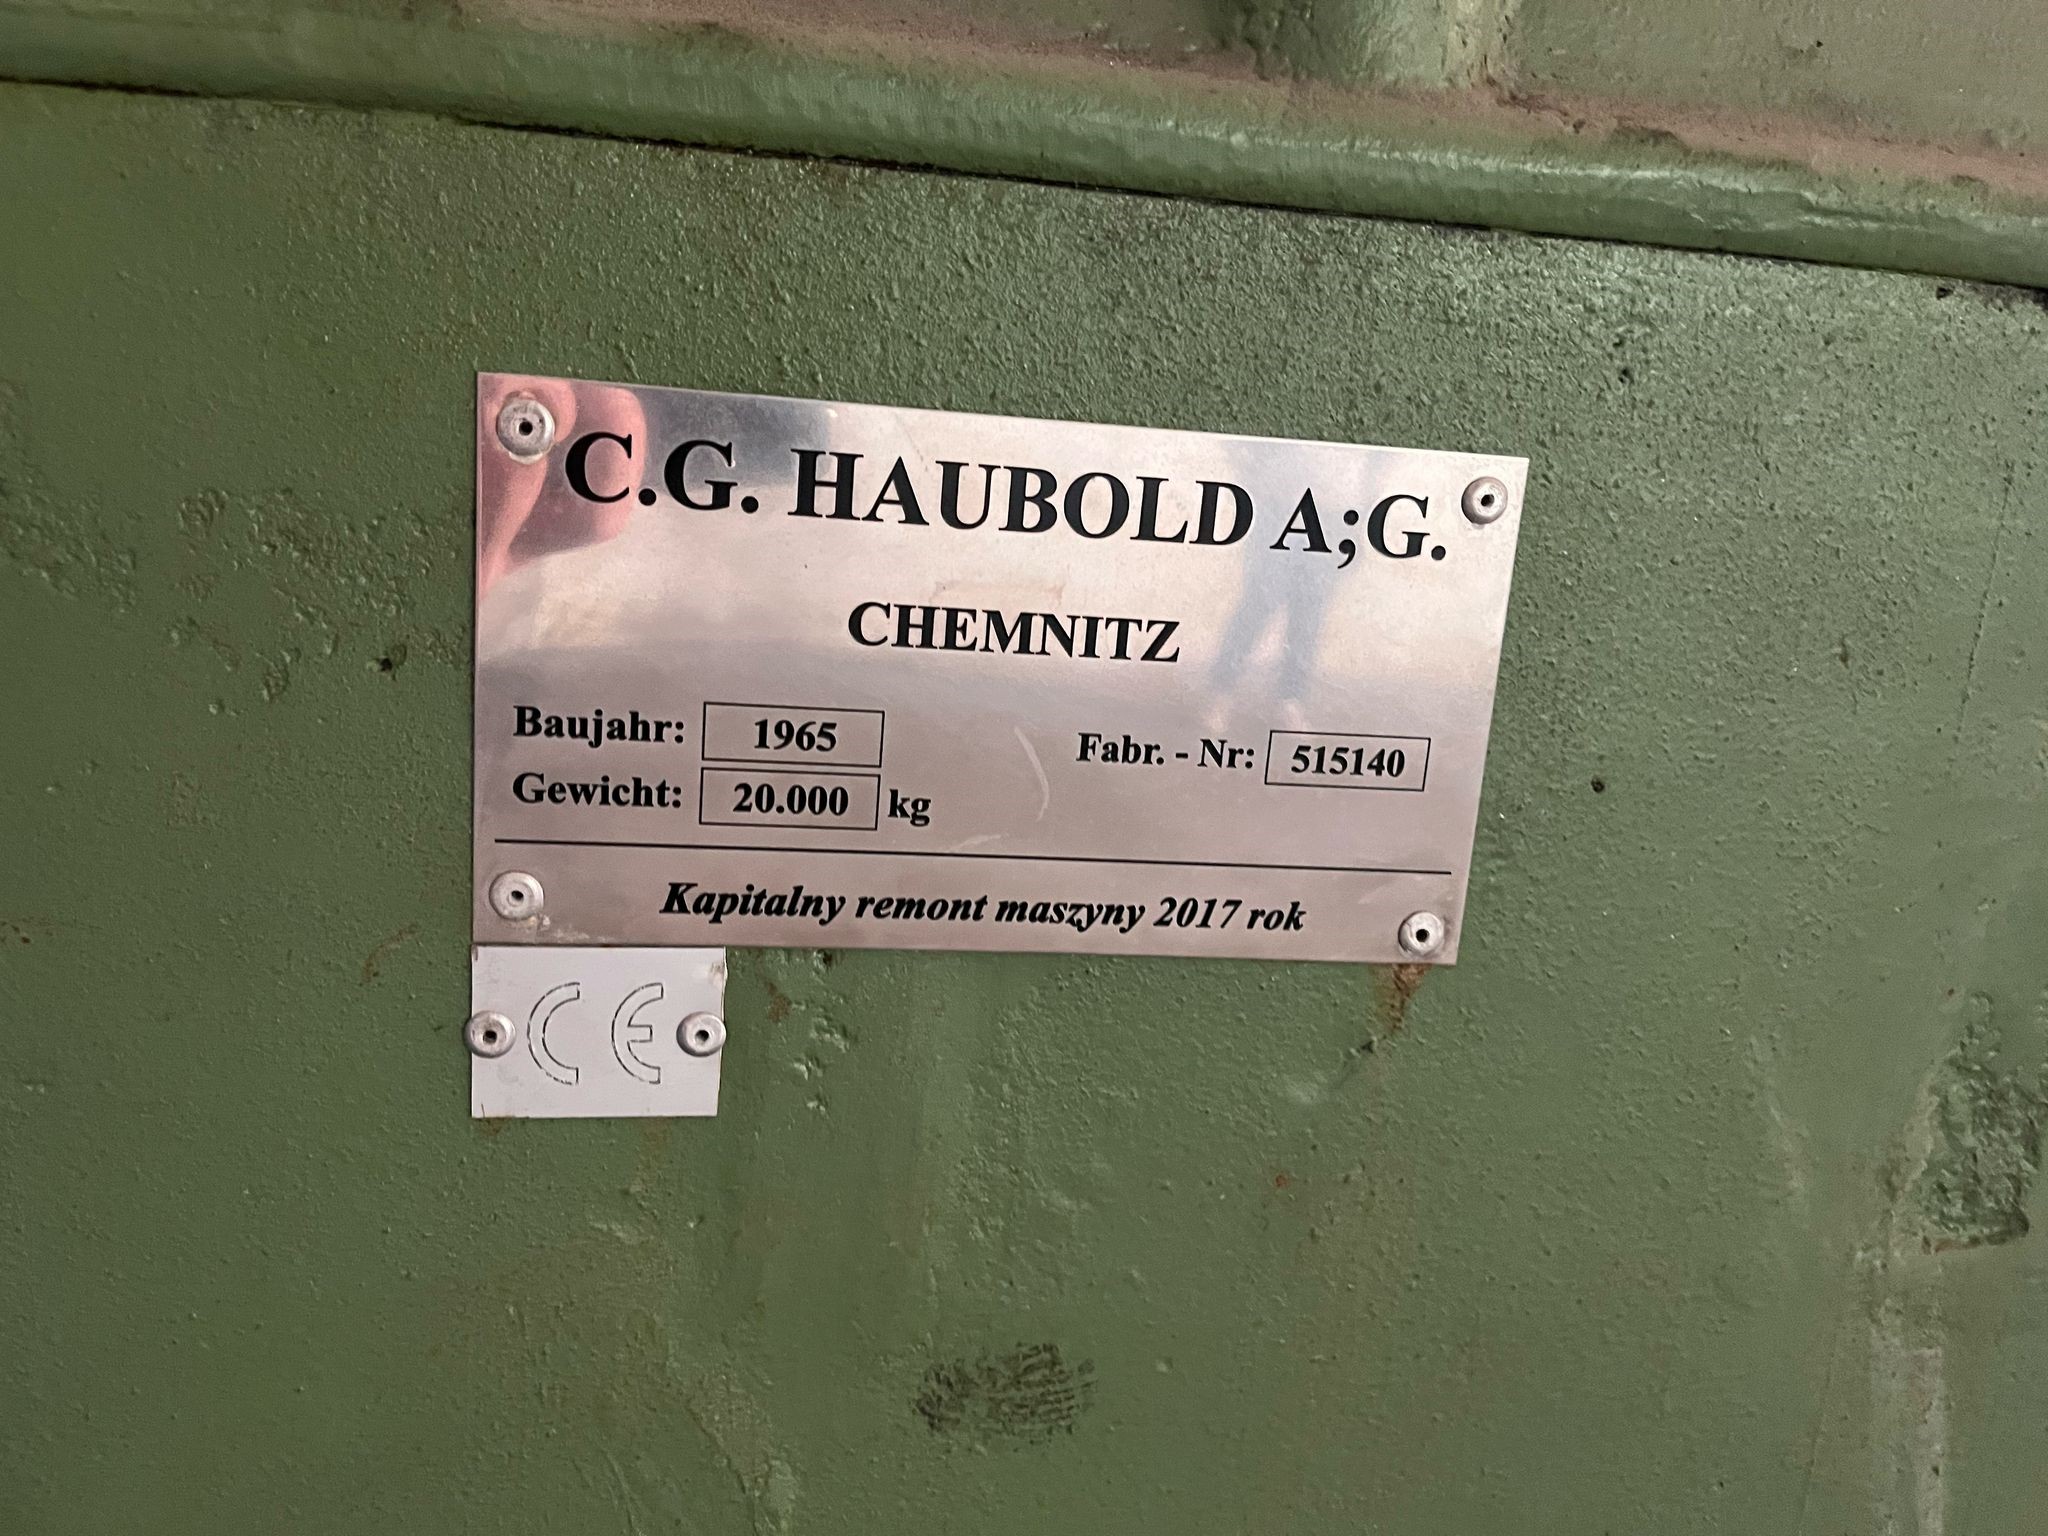 C.G. HAUBOLD A;G.
CHEMNITZ
Baujahr: 1965 Fabr. - Nr: 515140
Gewicht: 20.000 kg
Kapitalny remont maszyny 2017 rok
CE